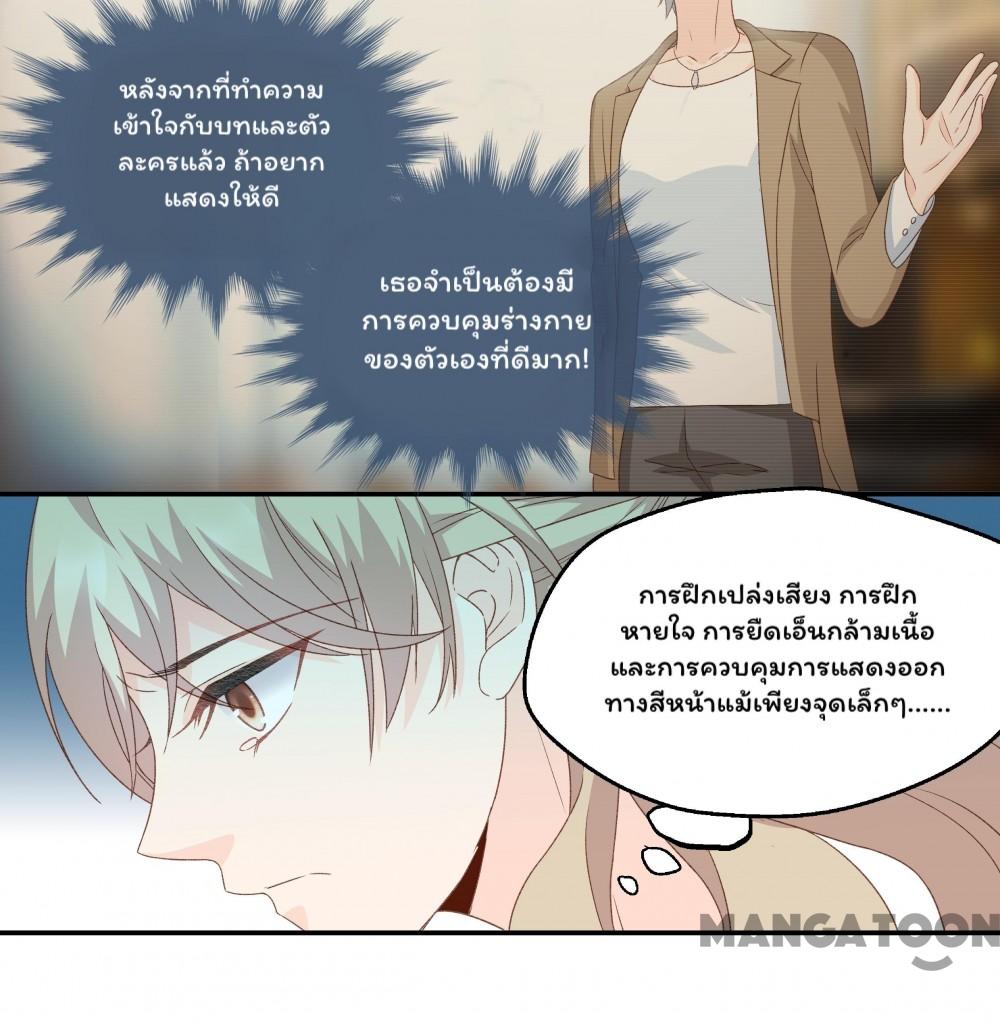 หลังจากที่ทำความ
เข้าใจกับบทและตัว
ละครแล้ว ถ้าอยาก
แสดงให้ดี
เธอจำเป็นต้องมี
การควบคุมร่างกาย
ของตัวเองที่ดีมาก!
การฝึกเปล่งเสียง การฝึก
หายใจ การยืดเอ็นกล้ามเนื้อ
และการควบคุมการแสดงออก
ทางสีหน้าแม้เพียงจุดเล็กๆ......
MANGATOON